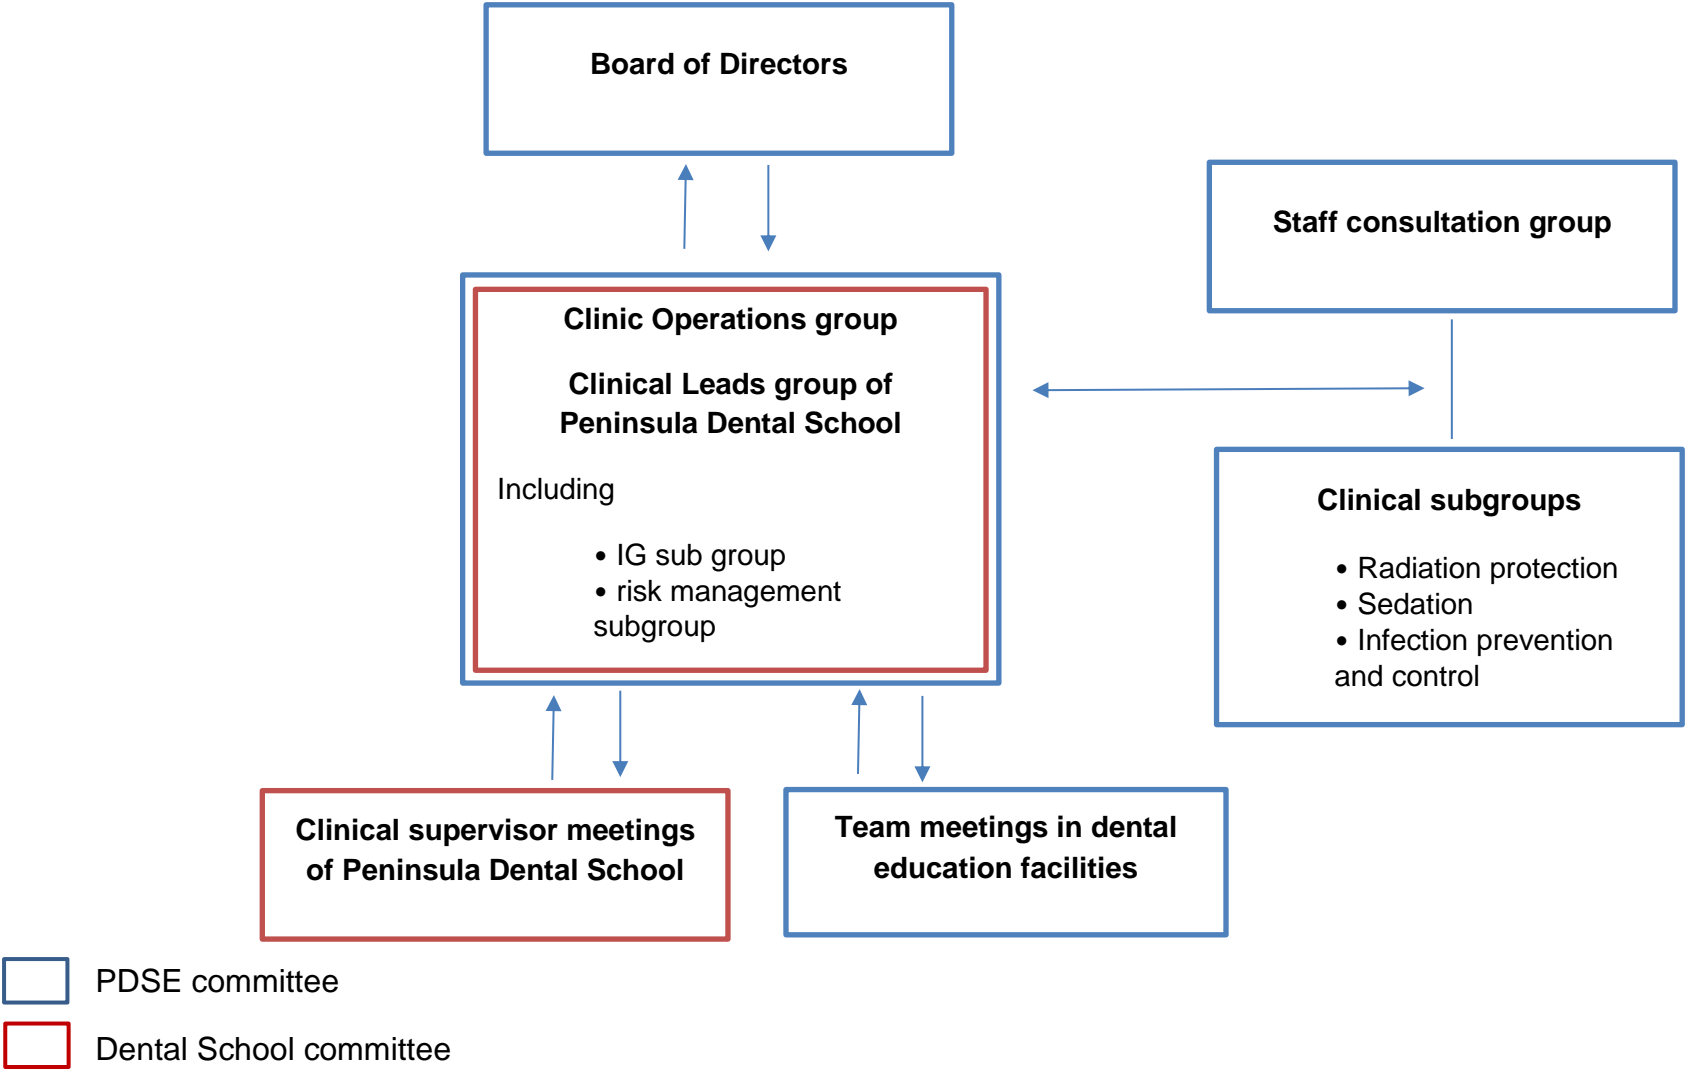 Board of Directors
Staff consultation group
Clinic Operations group
Clinical Leads group of
Peninsula Dental School
Including
• IG sub group
• risk management
subgroup
Clinical subgroups
• Radiation protection
• Sedation
• Infection prevention
and control
Clinical supervisor meetings
of Peninsula Dental School
Team meetings in dental
education facilities
PDSE committee
Dental School committee